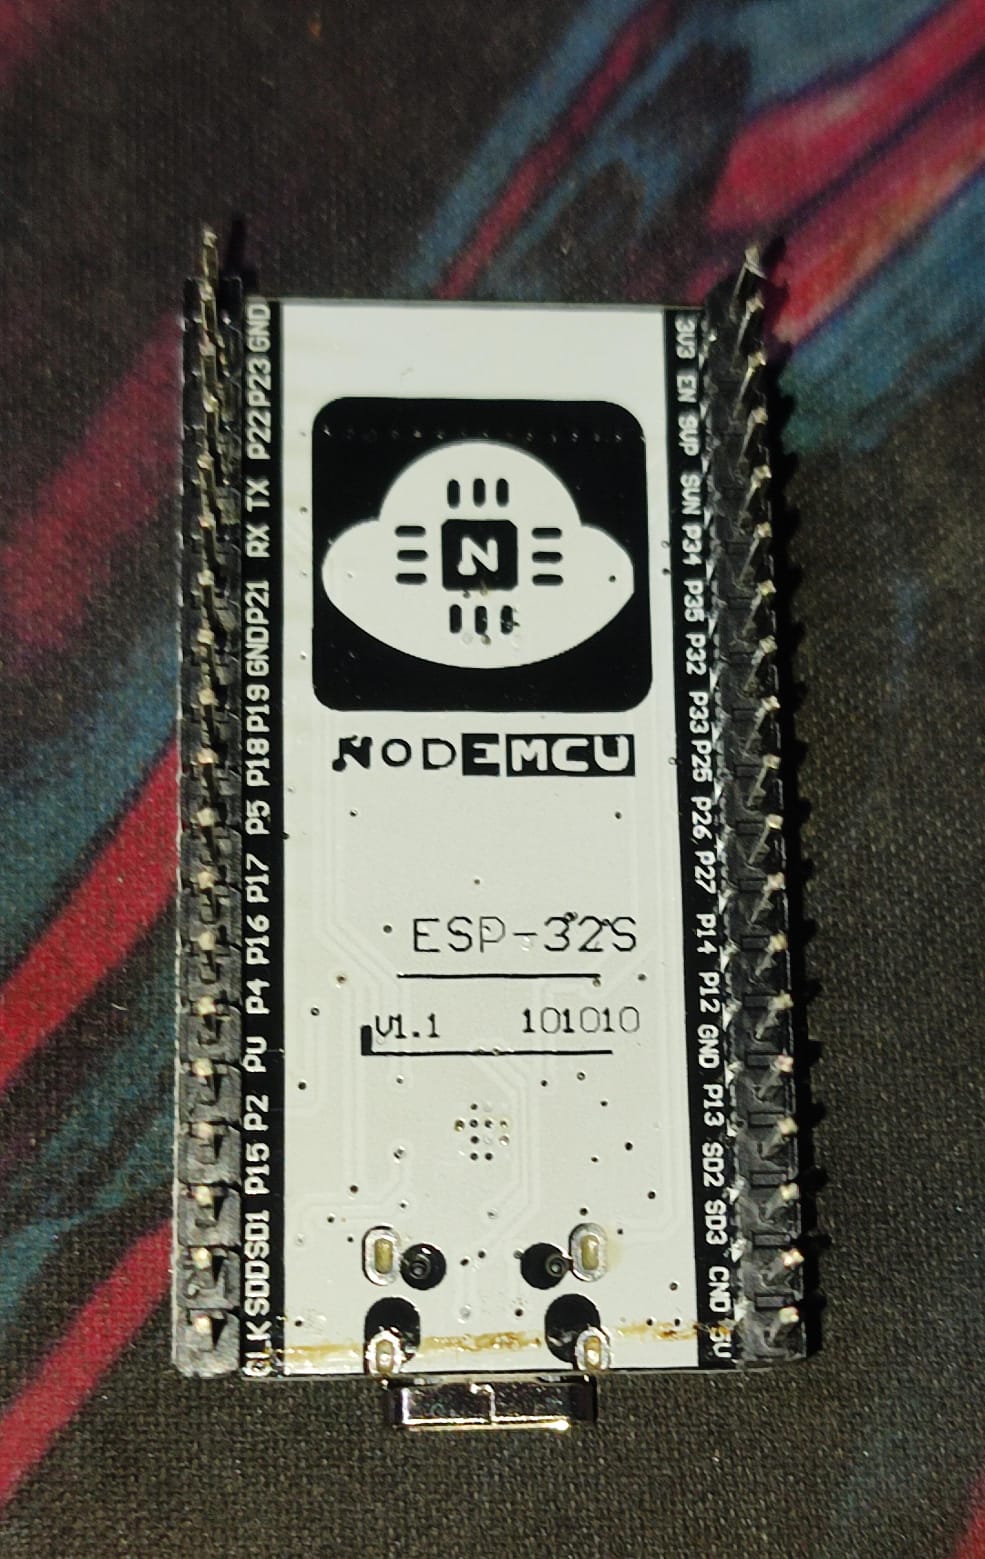 GND
P23
P22
TX
RX
P21
GND
P19
P18
P5
P17
P16
P4
P0
P2
P15
SD1
SD0
CLK
N
NODEMCU
ESP-32S
V1.1 101010
3V3
EN
SVP
SVN
P34
P35
P32
P33
P25
P26
P27
P14
P12
GND
P13
SD2
SD3
CND
5V